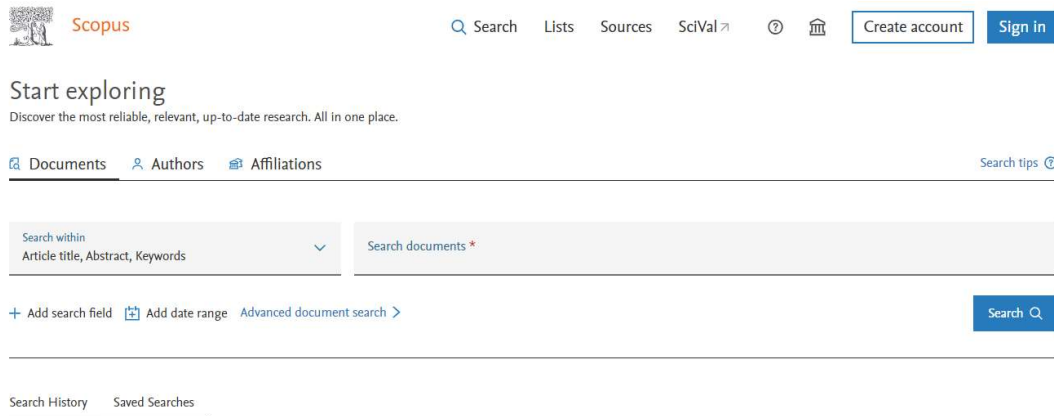 Scopus
Search Lists Sources SciVal Create account Sign in
Start exploring
Discover the most reliable, relevant, up-to-date research. All in one place.
Documents Authors Affiliations Search tips
Search within
Article title, Abstract, Keywords
Search documents *
Add search field Add date range Advanced document search
Search
Search History Saved Searches